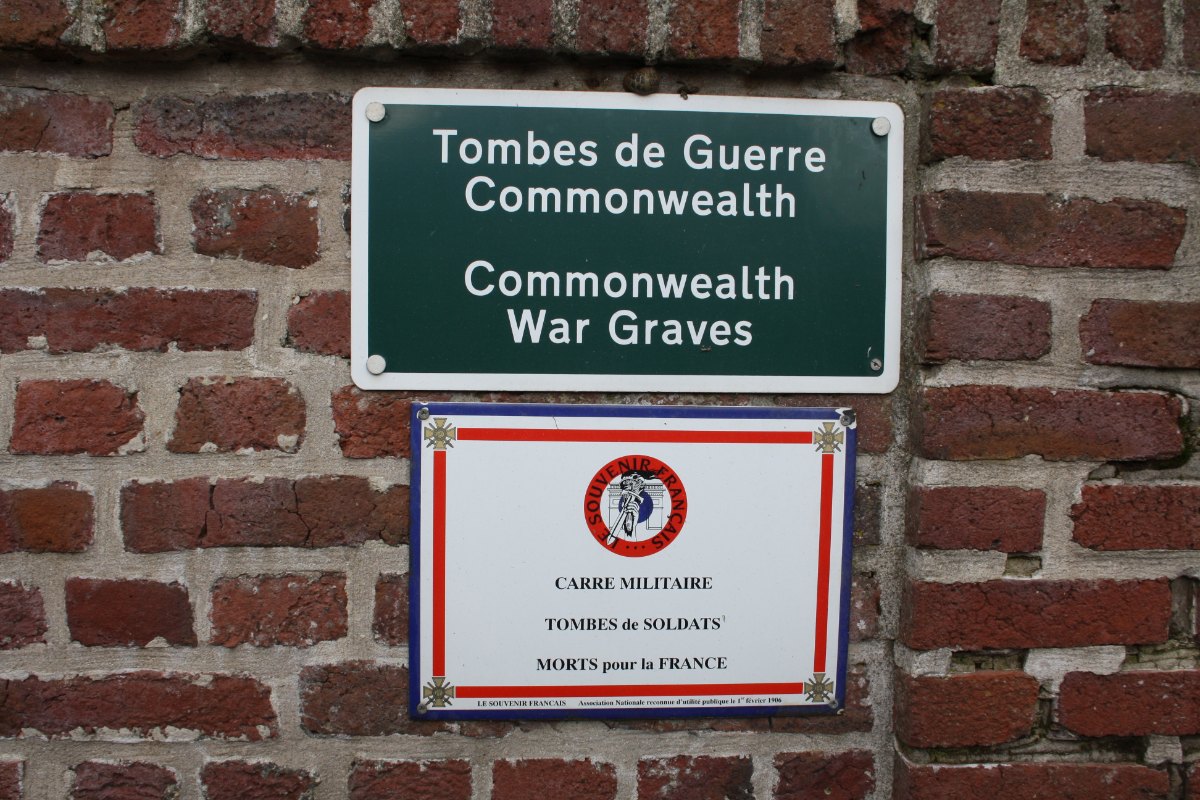 Tombes de Guerre
Commonwealth
Commonwealth
War Graves
LE SOUVENIR FRANÇAIS
CARRE MILITAIRE
TOMBES de SOLDATS
MORTS pour la FRANCE
LE SOUVENIR FRANCAIS Association Nationale reconnue d'utilité publique le 1er février 1906